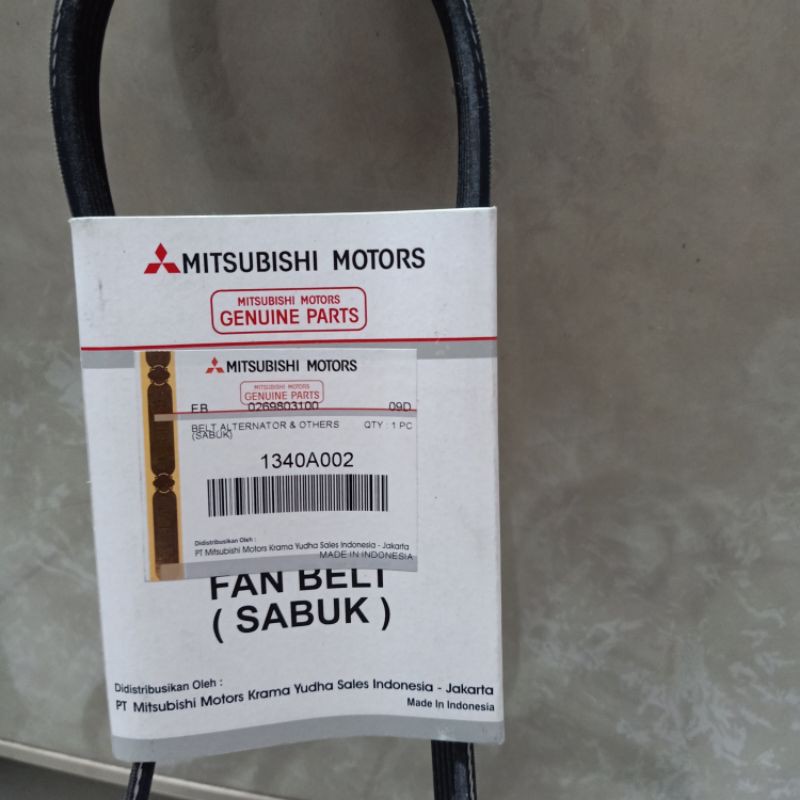 MITSUBISHI MOTORS
MITSUBISHI MOTORS
GENUINE PARTS
MITSUBISHI MOTORS
MITSUBISHI MOTORS
GENUINE PARTS
EB 0269803100 09D
BELT ALTERNATOR & OTHERS QTY : 1 PC
(SABUK)
1340A002
Didistribusikan Oleh :
PT Mitsubishi Motors Krama Yudha Sales Indonesia - Jakarta
MADE IN INDONESIA
FAN BELT
( SABUK )
Didistribusikan Oleh :
PT Mitsubishi Motors Krama Yudha Sales Indonesia - Jakarta
Made In Indonesia